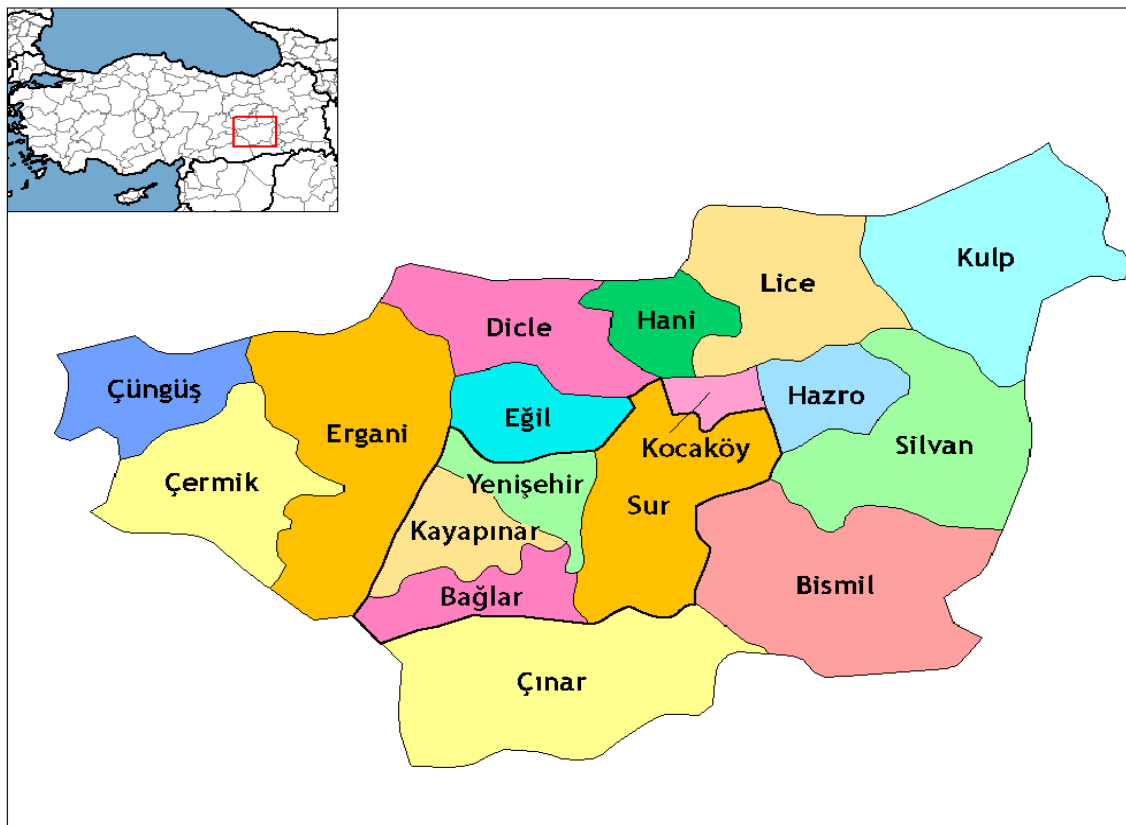 Kulp
Lice
Hani
Dicle
Hazro
Çüngüş
Eğil
Ergani
Kocaköy
Silvan
Çermik
Yenişehir
Sur
Kayapınar
Bismil
Bağlar
Çınar